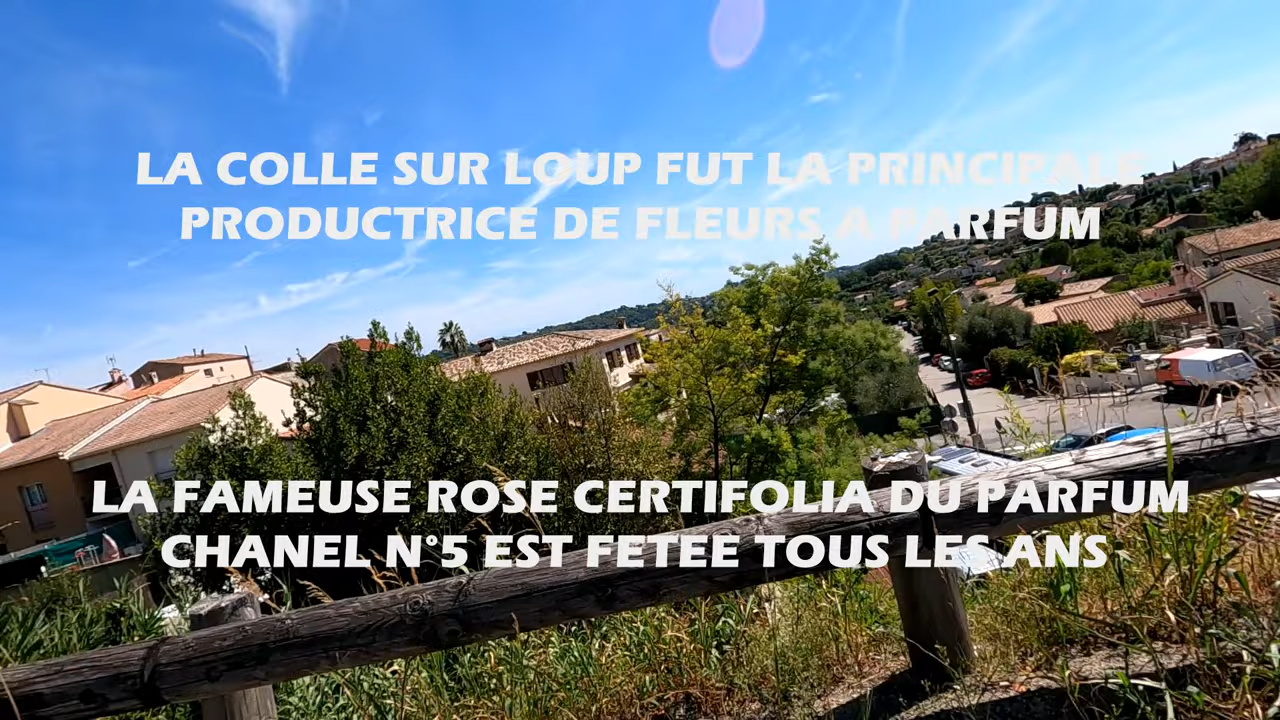 LA COLLE SUR LOUP FUT LA PRINCIPALE
PRODUCTRICE DE FLEURS A PARFUM
LA FAMEUSE ROSE CERTIFOLIA DU PARFUM
CHANEL N°5 EST FETEE TOUS LES ANS